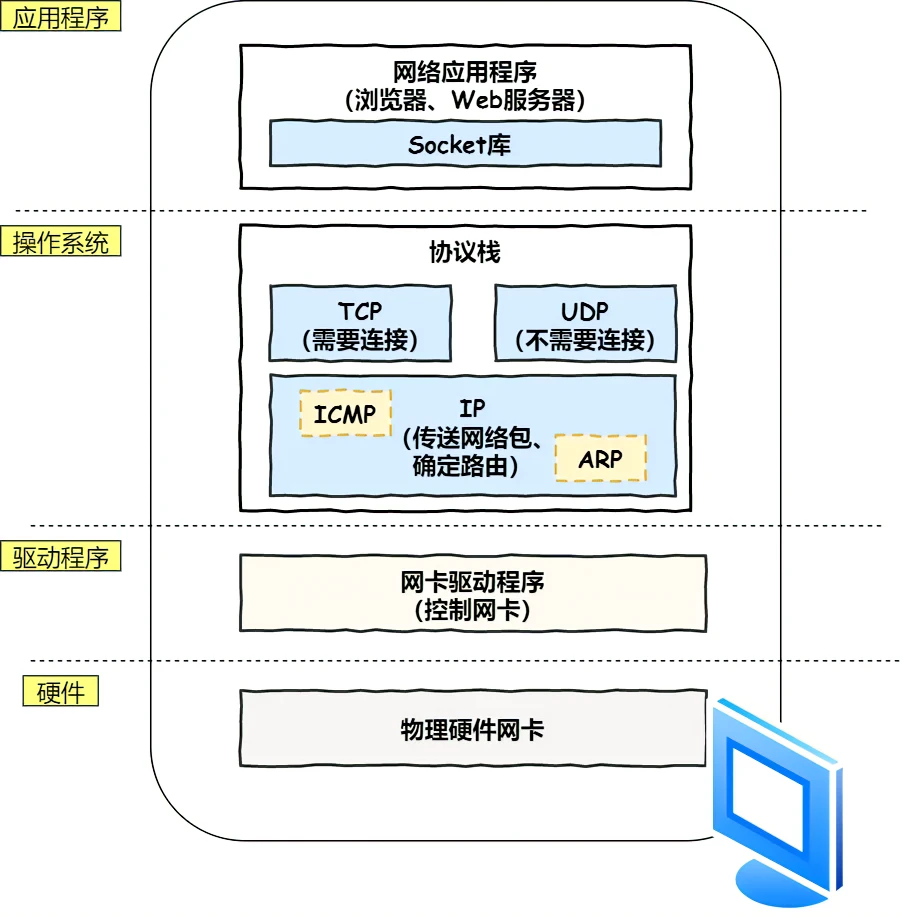 应用程序
网络应用程序
（浏览器、Web服务器）
Socket库
操作系统
协议栈
TCP
（需要连接）
UDP
（不需要连接）
ICMP
IP
（传送网络包、
确定路由）
ARP
驱动程序
网卡驱动程序
（控制网卡）
硬件
物理硬件网卡